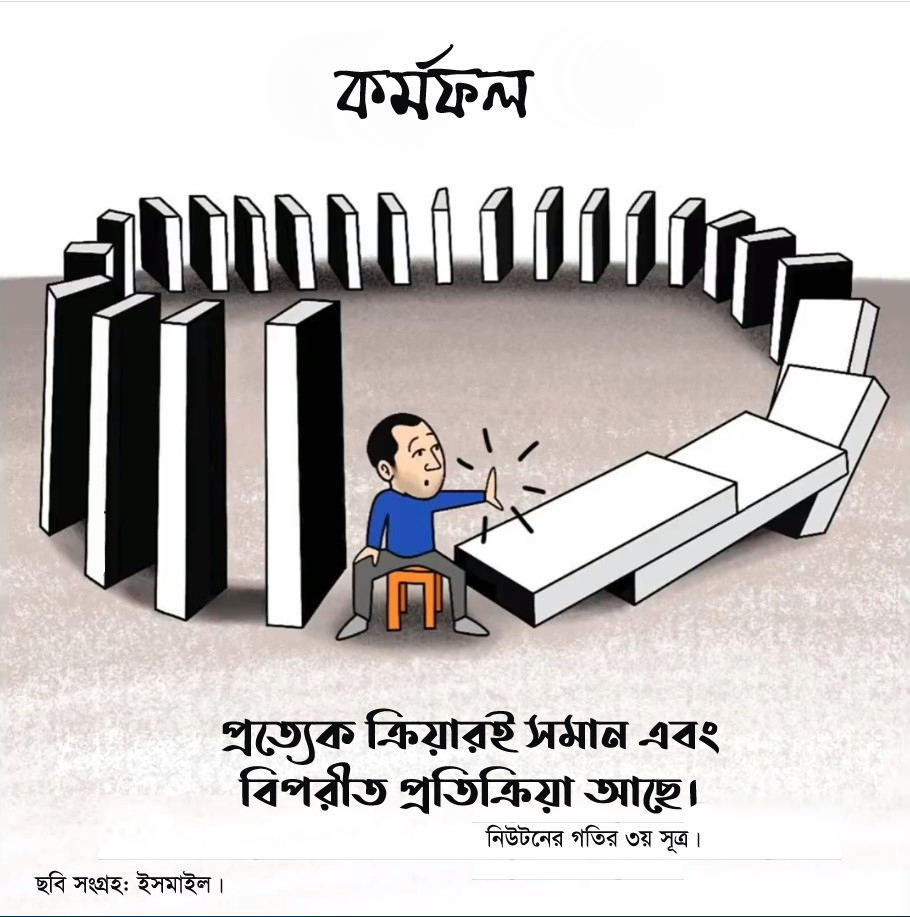 কর্মফল
প্রত্যেক ক্রিয়ারই সমান এবং
বিপরীত প্রতিক্রিয়া আছে।
নিউটনের গতির ৩য় সূত্র।
ছবি সংগ্রহ: ইসমাইল।